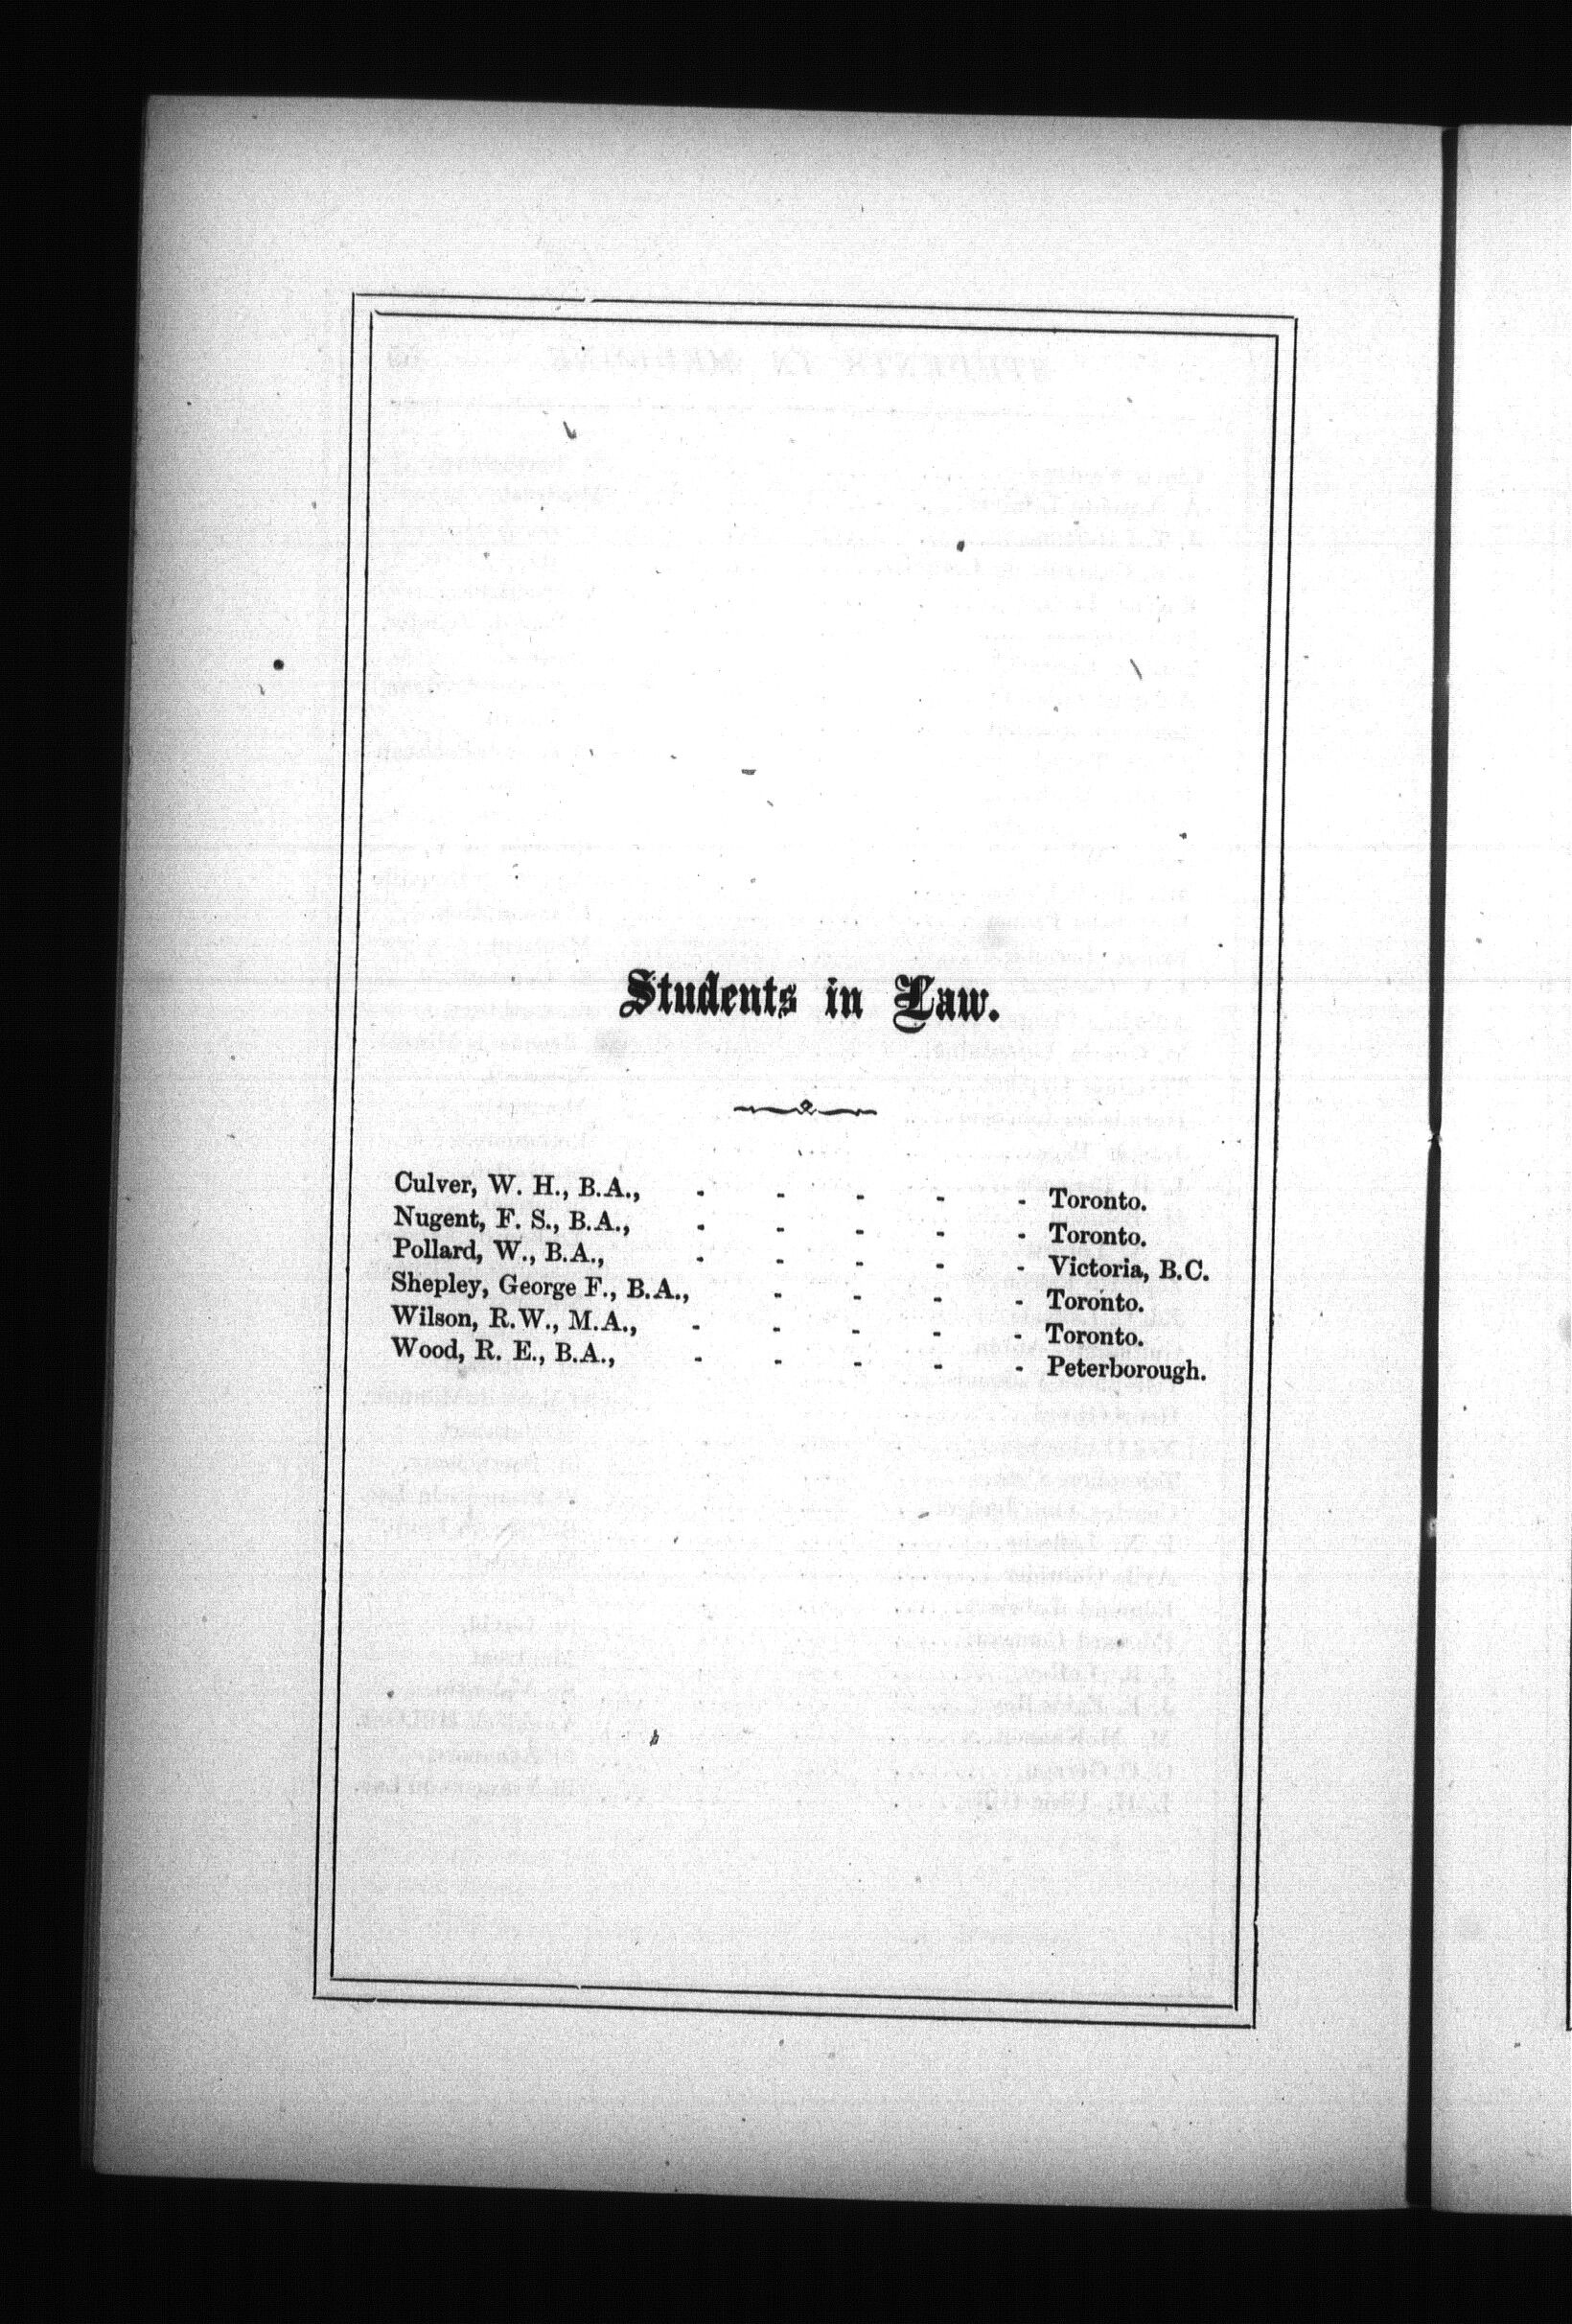 Students in Law.
Culver, W. H., B.A., - - - - - Toronto.
Nugent, F. S., B.A., - - - - - Toronto.
Pollard, W., B.A., - - - - - Victoria, B.C.
Shepley, George F., B.A., - - - - Toronto.
Wilson, R.W., M.A., - - - - - Toronto.
Wood, R. E., B.A., - - - - - Peterborough.